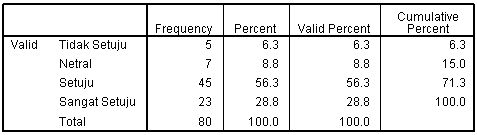 Frequency Percent Valid Percent Cumulative Percent
Valid Tidak Setuju 5 6.3 6.3 6.3
Netral 7 8.8 8.8 15.0
Setuju 45 56.3 56.3 71.3
Sangat Setuju 23 28.8 28.8 100.0
Total 80 100.0 100.0